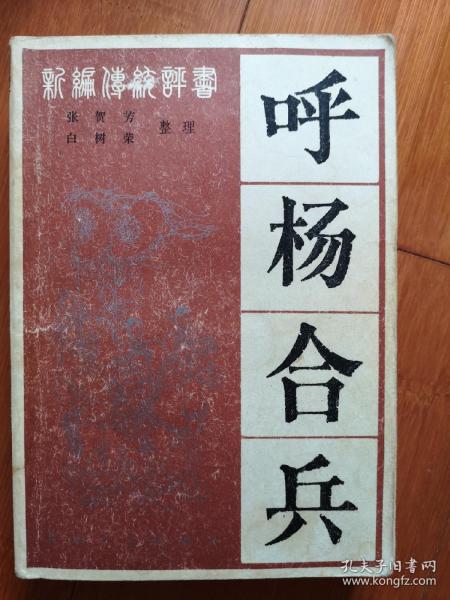 新编傳統評書
张贺芳
白树荣
整理
呼
杨
合
兵
孔夫子旧书网
www.kongfz.com